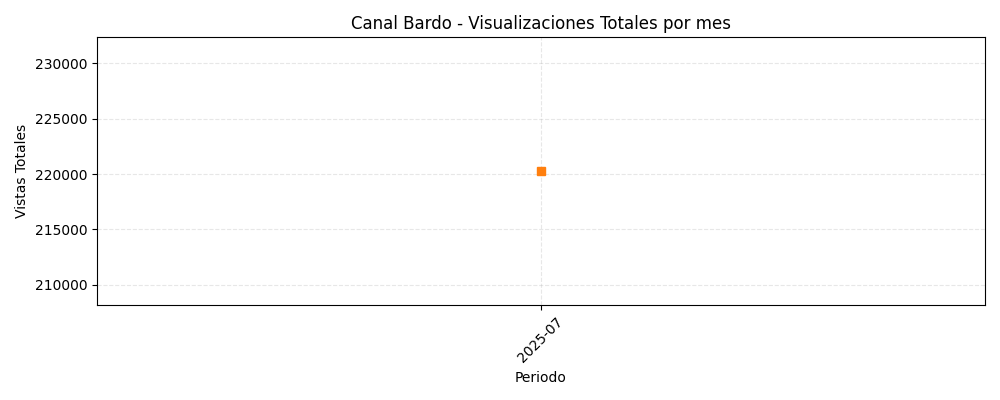 Canal Bardo - Visualizaciones Totales por mes
Vistas Totales
230000
225000
220000
215000
210000
2025-07
Periodo